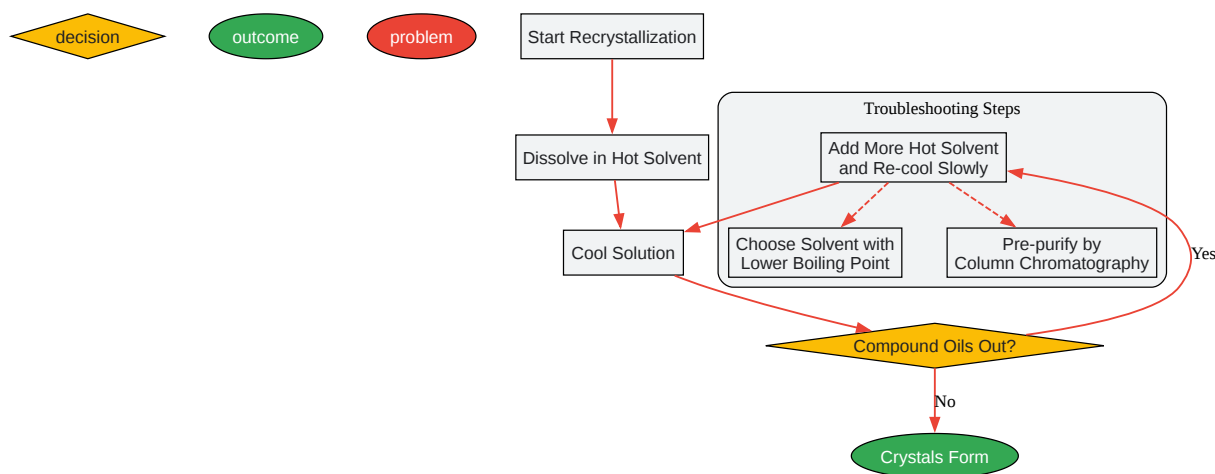 decision
outcome
problem
Start Recrystallization
Troubleshooting Steps
Dissolve in Hot Solvent
Add More Hot Solvent
and Re-cool Slowly
Cool Solution
Choose Solvent with
Lower Boiling Point
Pre-purify by
Column Chromatography
Yes
Compound Oils Out?
No
Crystals Form